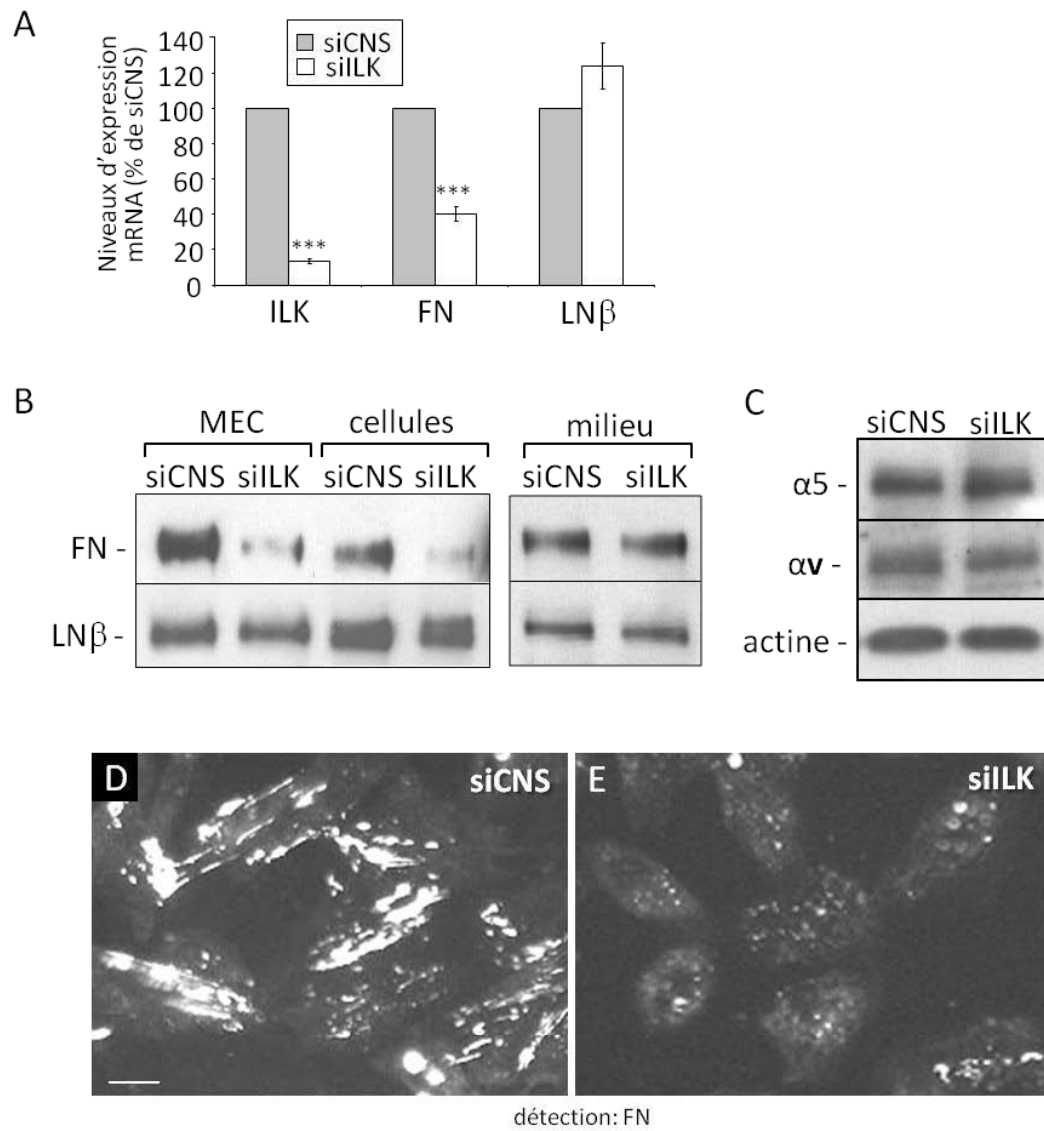 A
Niveaux d'expression
mRNA (% de siCNS)
140
120
100
80
60
40
20
0
siCNS
siILK
***
***
ILK FN LNβ
B
MEC cellules milieu
siCNS siILK siCNS siILK siCNS siILK
FN -
LNβ -
C
siCNS siILK
α5 -
αv -
actine -
D siCNS
E siILK
détection: FN